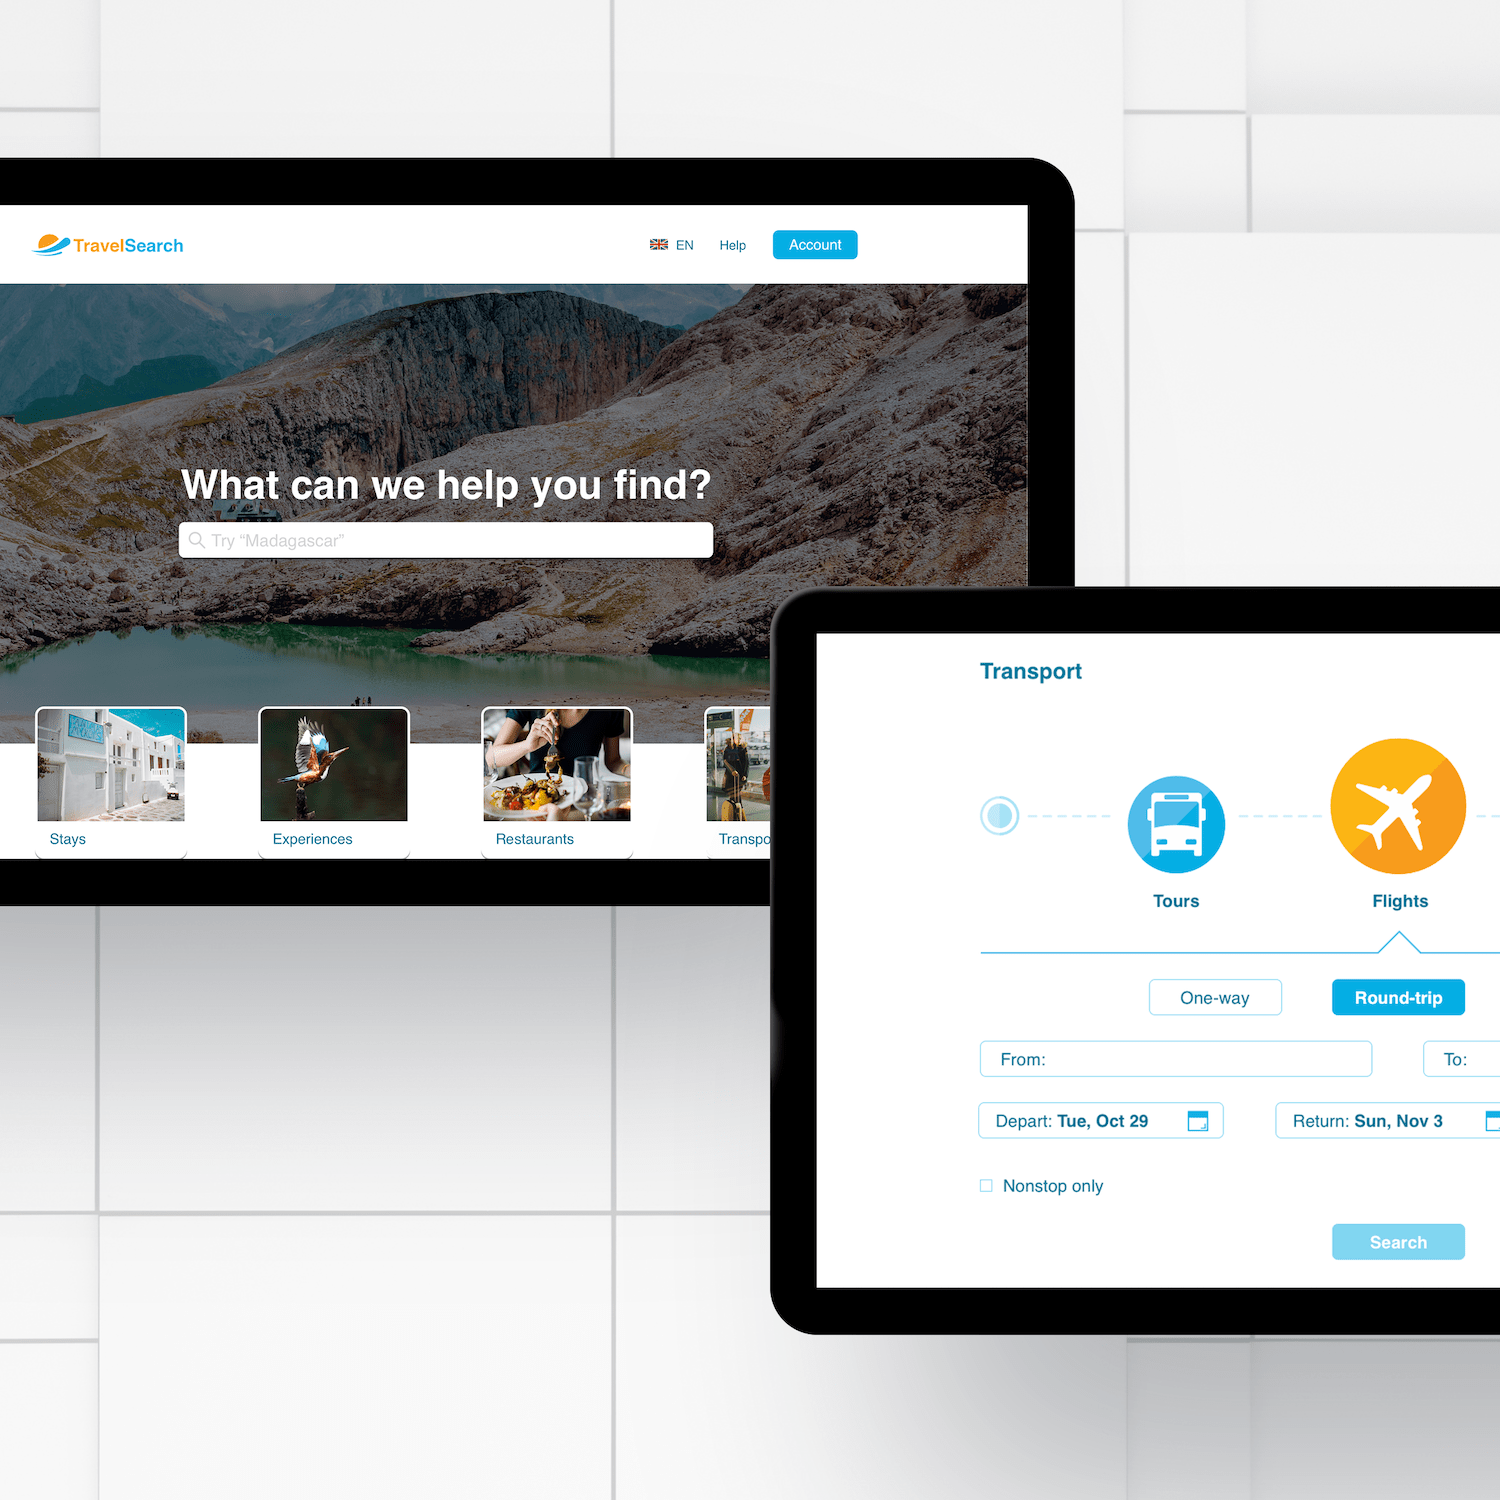 TravelSearch
EN
Help
Account
What can we help you find?
Try “Madagascar”
Stays
Experiences
Restaurants
Transpo
Transport
Tours
Flights
One-way
Round-trip
From:
To:
Depart: Tue, Oct 29
Return: Sun, Nov 3
Nonstop only
Search